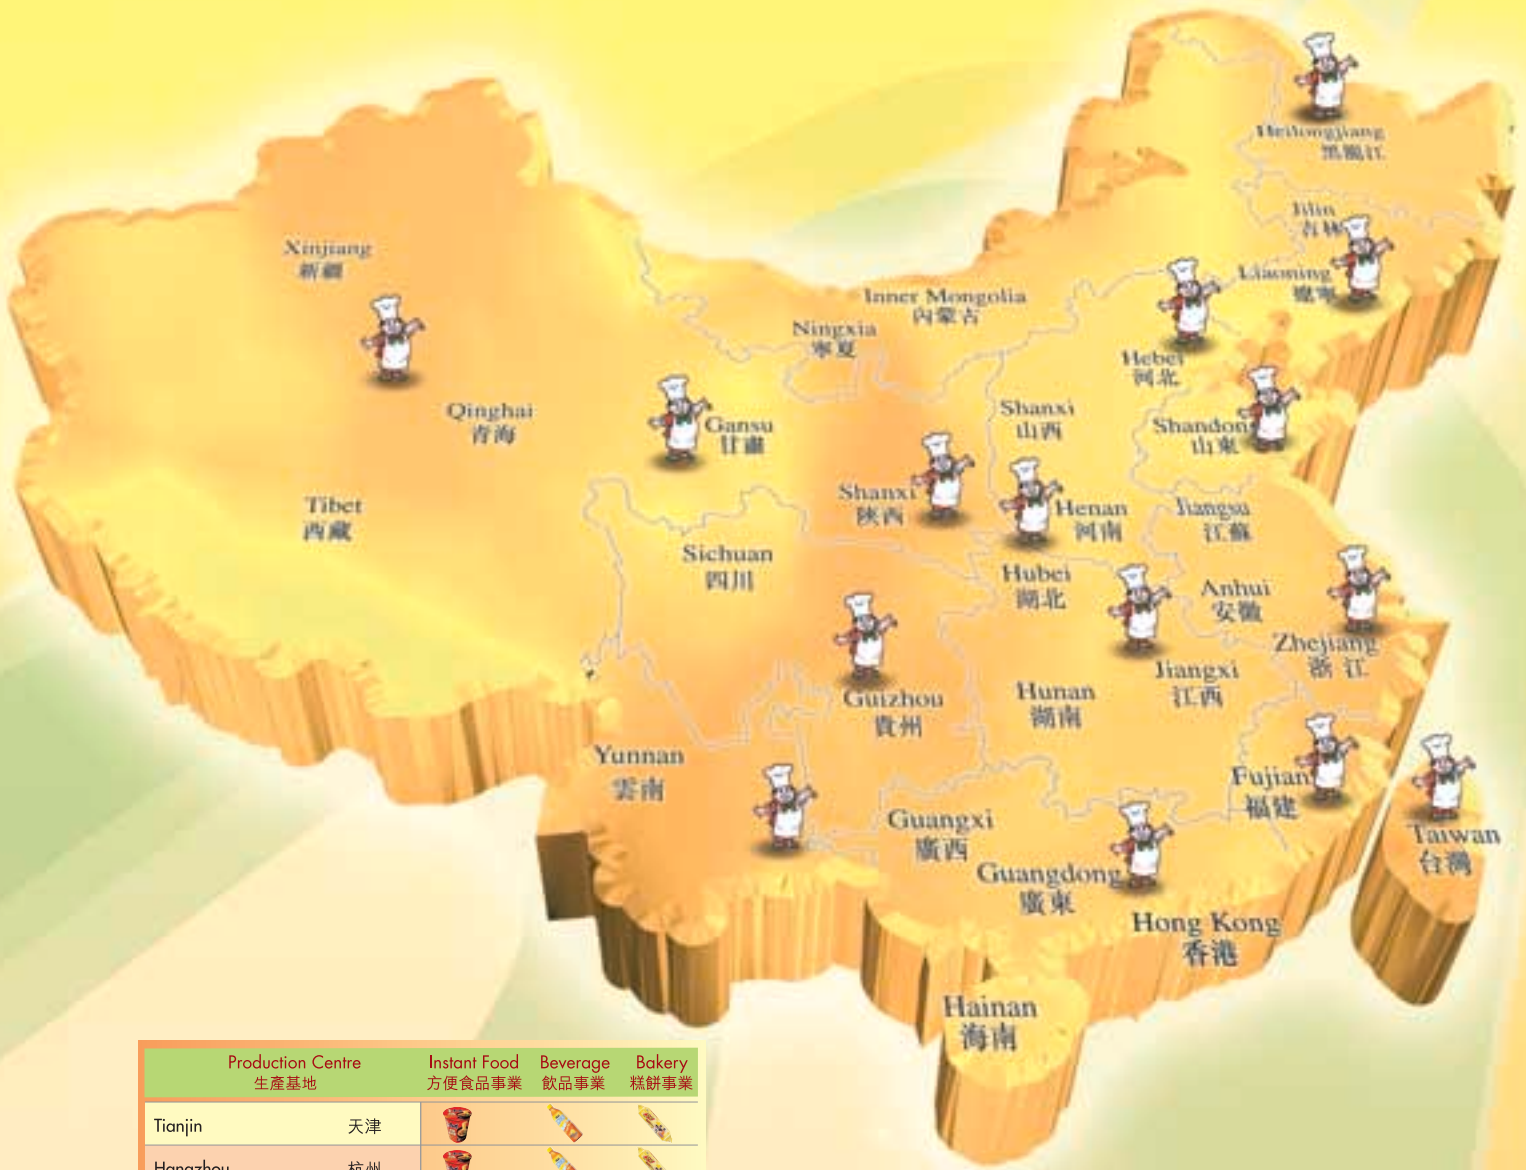 Heilongjiang
黑龍江
Jilin
吉林
Xinjiang
新疆
Liaoning
遼寧
Inner Mongolia
內蒙古
Ningxia
寧夏
Hebei
河北
Qinghai
青海
Gansu
甘肅
Shanxi
山西
Shandon
山東
Tibet
西藏
Shanxi
陝西
Henan
河南
Jiangsu
江蘇
Sichuan
四川
Hubei
湖北
Anhui
安徽
Zhejiang
浙江
Jiangxi
江西
Guizhou
貴州
Hunan
湖南
Yunnan
雲南
Fujian
福建
Guangxi
廣西
Taiwan
台灣
Guangdong
廣東
Hong Kong
香港
Hainan
海南
Production Centre Instant Food Beverage Bakery
生產基地 方便食品事業 飲品事業 糕餅事業
Tianjin 天津
Hangzhou 杭州